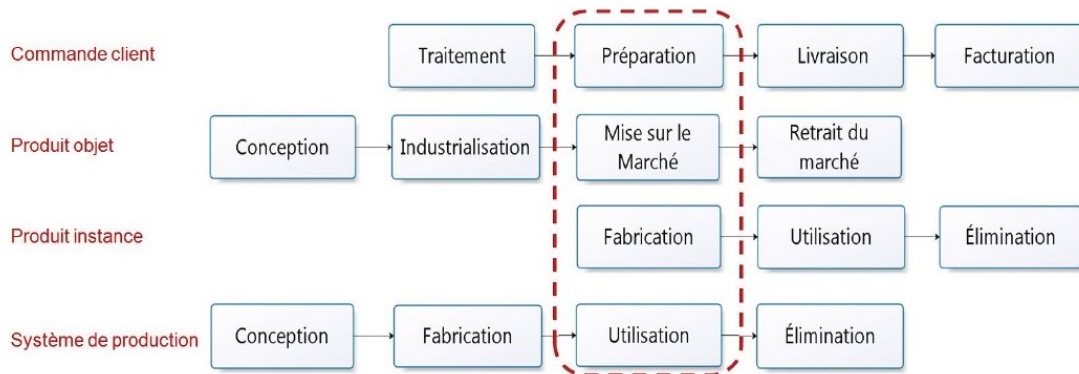 Commande client
Traitement
Préparation
Livraison
Facturation
Produit objet
Conception
Industrialisation
Mise sur le
Marché
Retrait du
marché
Produit instance
Fabrication
Utilisation
Élimination
Système de production
Conception
Fabrication
Utilisation
Élimination